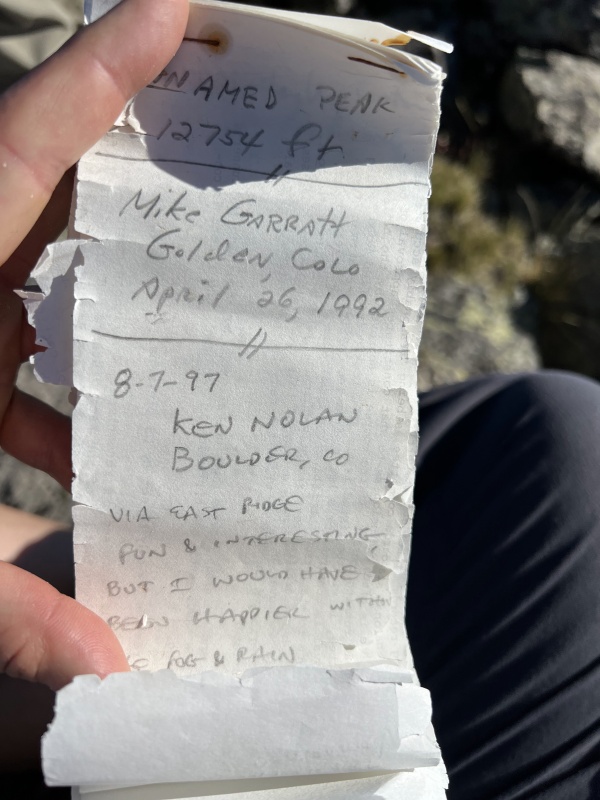 UNAMED PEAK
12754 ft
Mike GARRATT
Golden, Colo
April 26, 1992
8-7-97
KEN NOLAN
BOULDER, CO
VIA EAST RIDGE
FUN & INTERESTING
BUT I WOULD HAVE
BEEN HAPPIER
FOG & RAIN